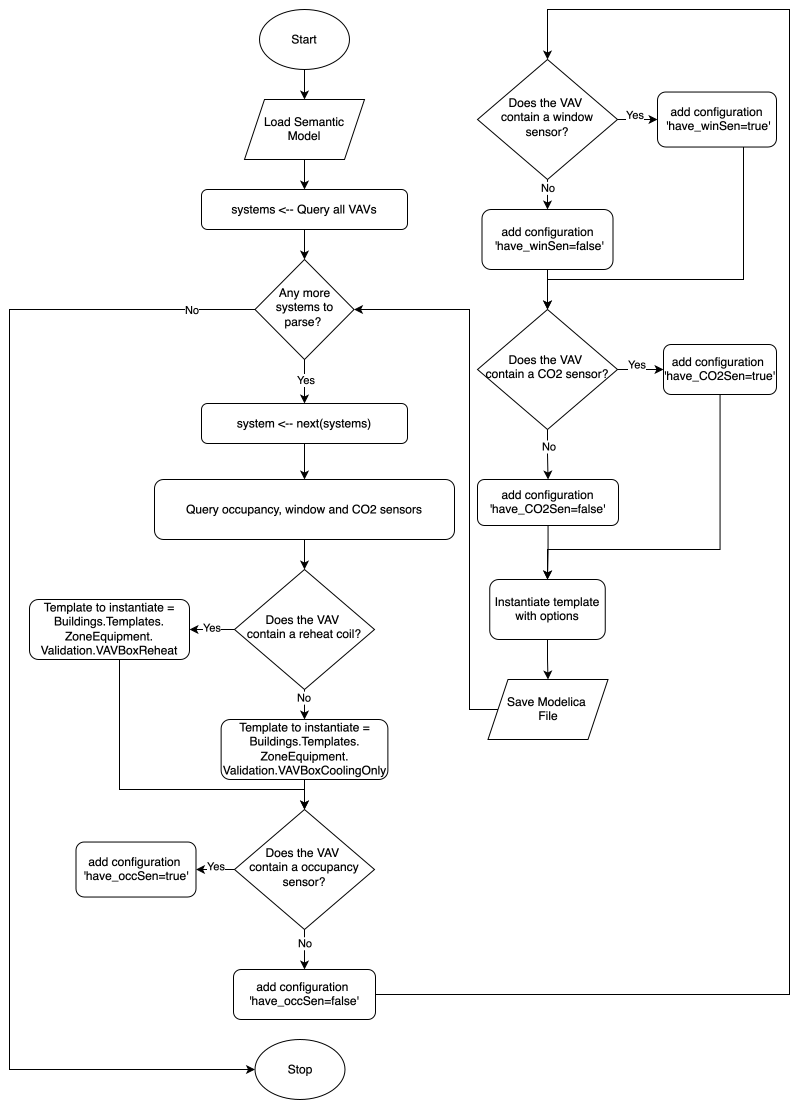 Start
Load Semantic
Model
systems <-- Query all VAVs
Any more
systems to
parse?
No
Yes
system <-- next(systems)
Query occupancy, window and CO2 sensors
Does the VAV
contain a reheat coil?
Yes
Template to instantiate =
Buildings.Templates.
ZoneEquipment.
Validation.VAVBoxReheat
No
Template to instantiate =
Buildings.Templates.
ZoneEquipment.
Validation.VAVBoxCoolingOnly
Does the VAV
contain a occupancy
sensor?
Yes
add configuration
'have_occSen=true'
No
add configuration
'have_occSen=false'
Stop
Does the VAV
contain a window
sensor?
Yes
add configuration
'have_winSen=true'
No
add configuration
'have_winSen=false'
Does the VAV
contain a CO2 sensor?
Yes
add configuration
'have_CO2Sen=true'
No
add configuration
'have_CO2Sen=false'
Instantiate template
with options
Save Modelica
File